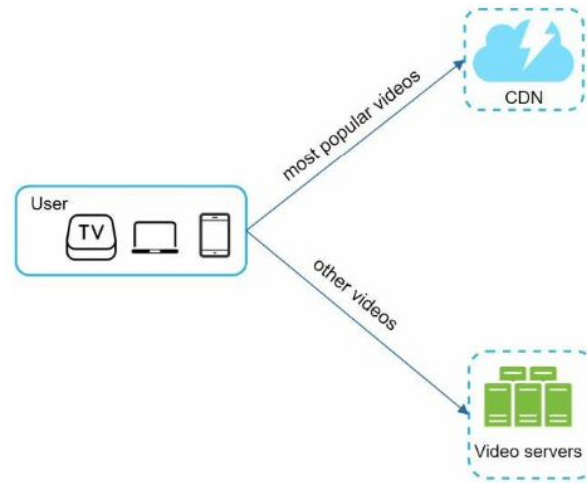 CDN
most popular videos
User
TV
other videos
Video servers